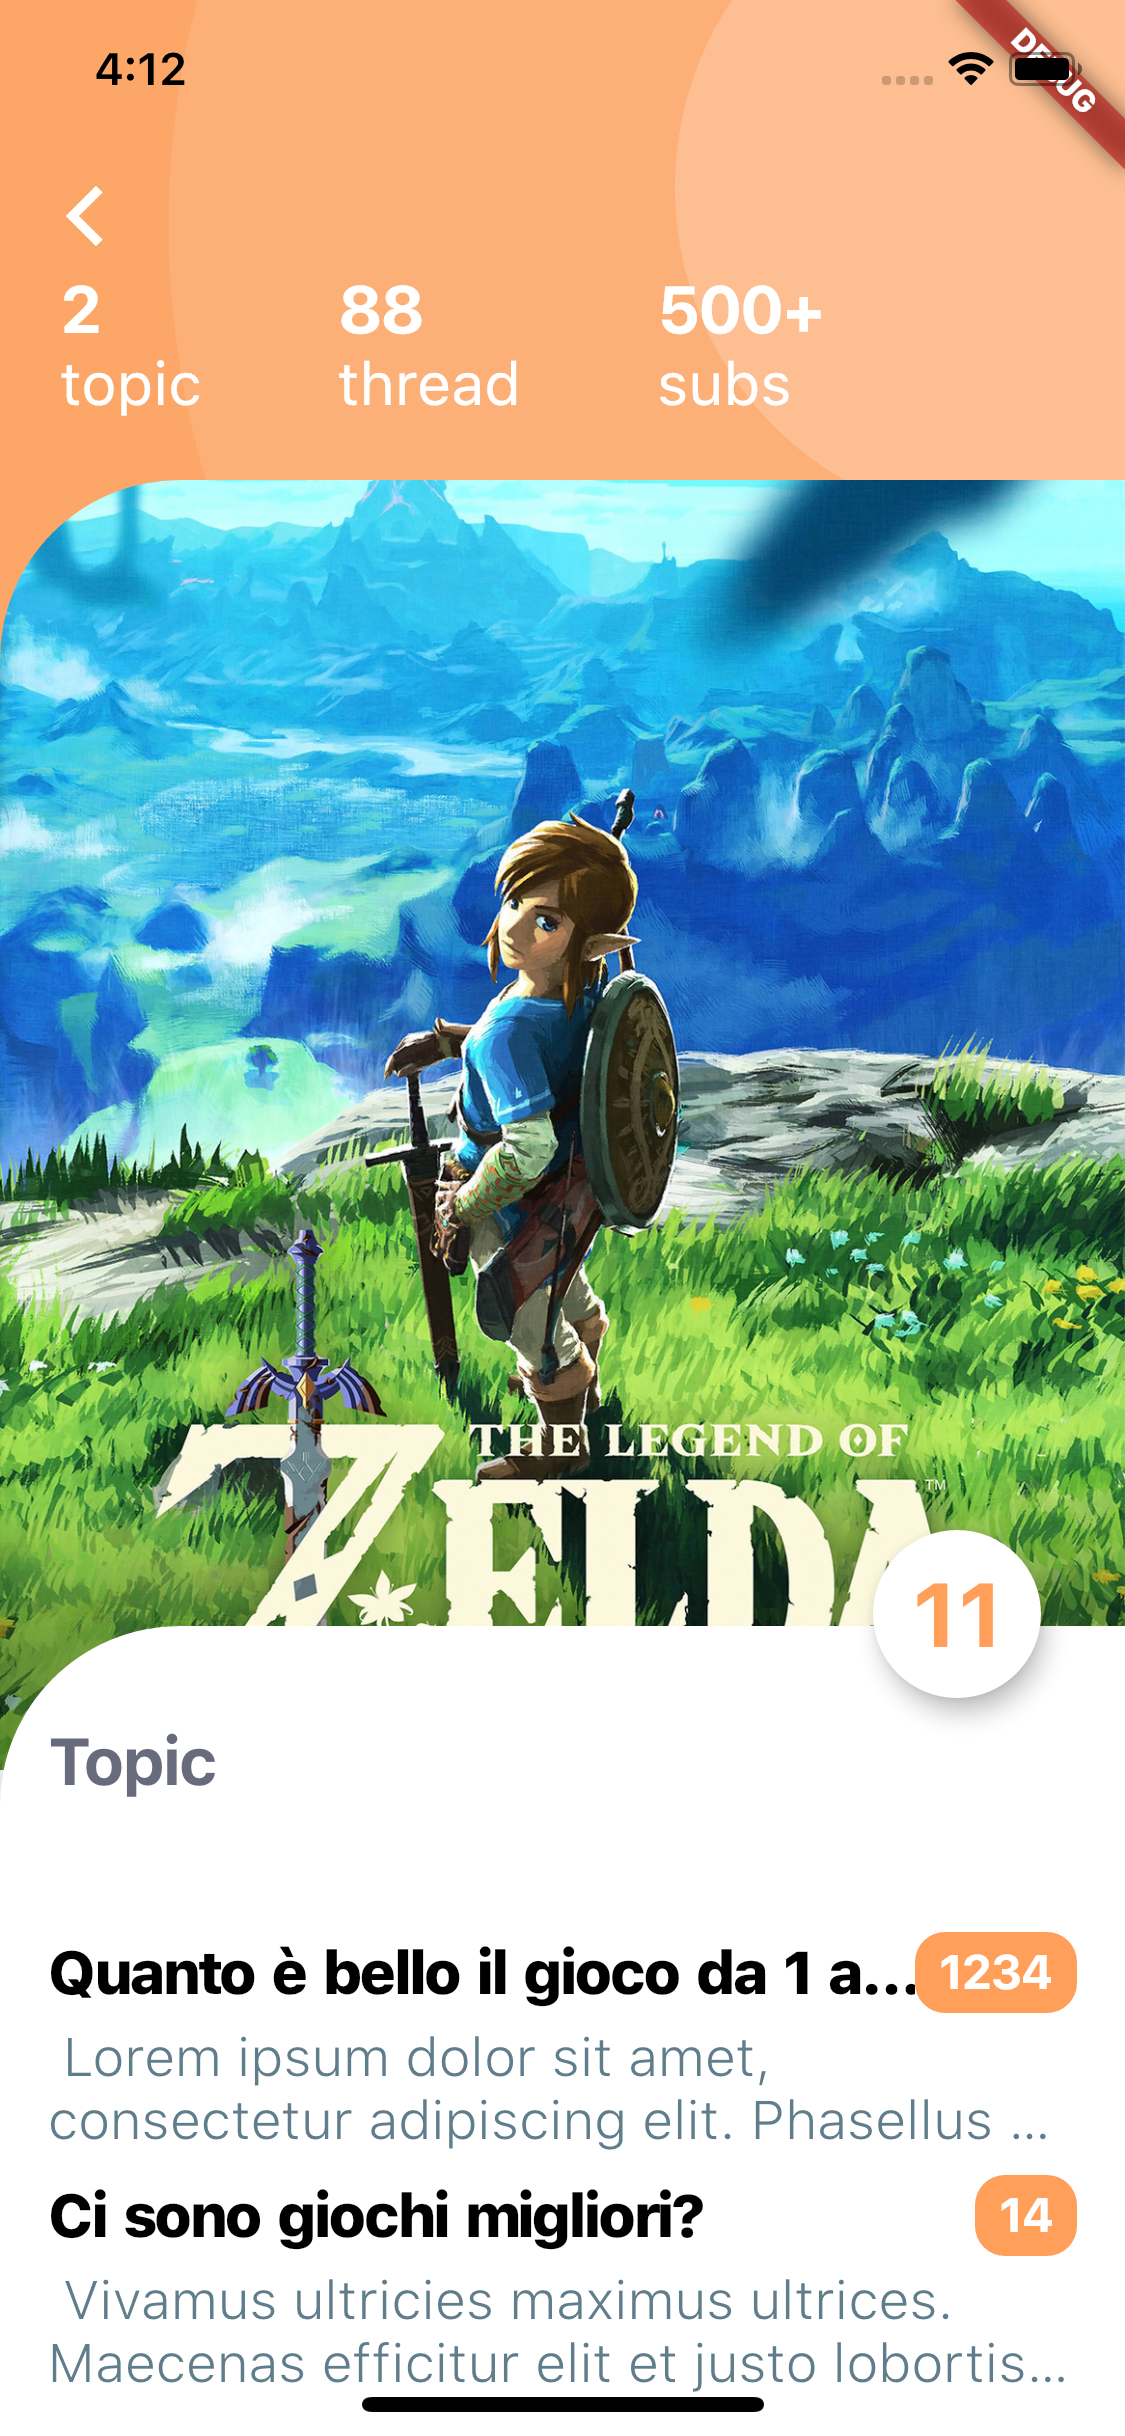 4:12
DEBUG
2 88 500+
topic thread subs
THE LEGEND OF
ZELDA™
11
Topic
Quanto è bello il gioco da 1 a... 1234
Lorem ipsum dolor sit amet,
consectetur adipiscing elit. Phasellus ...
Ci sono giochi migliori? 14
Vivamus ultricies maximus ultrices.
Maecenas efficitur elit et justo lobortis...